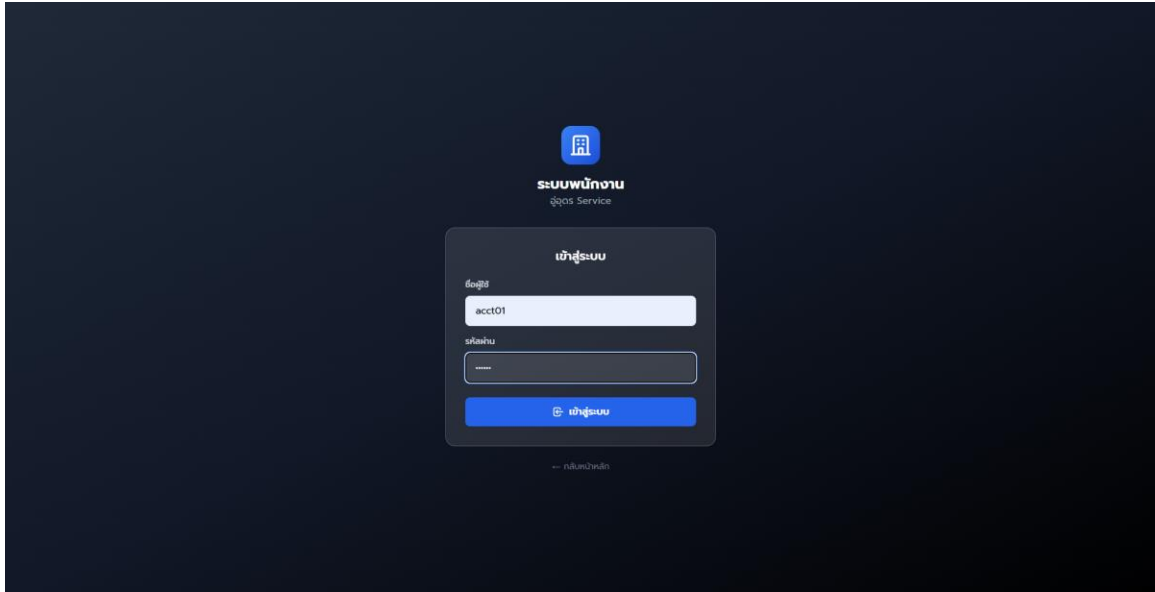 ระบบพนักงาน
อู่อุดร Service
เข้าสู่ระบบ
ชื่อผู้ใช้
acct01
รหัสผ่าน
••••••
เข้าสู่ระบบ
← กลับหน้าหลัก